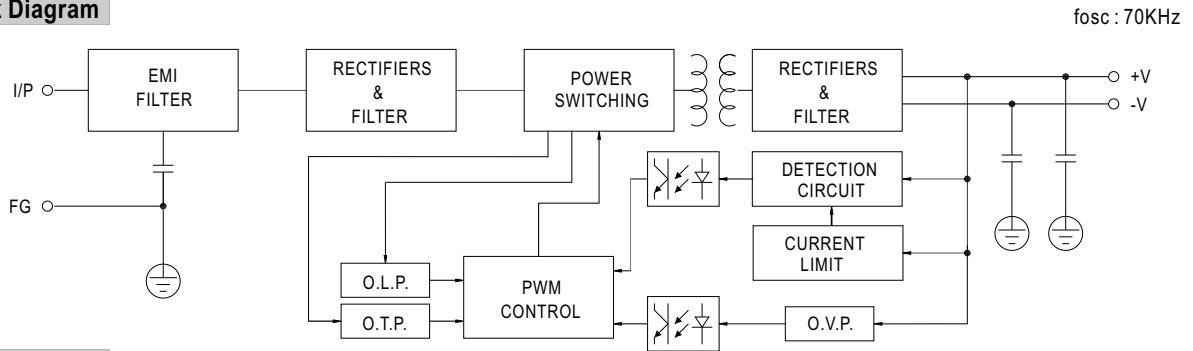 Diagram
fosc : 70KHz
I/P
EMI
FILTER
RECTIFIERS
&
FILTER
POWER
SWITCHING
RECTIFIERS
&
FILTER
+V
-V
FG
DETECTION
CIRCUIT
CURRENT
LIMIT
O.L.P.
O.T.P.
PWM
CONTROL
O.V.P.